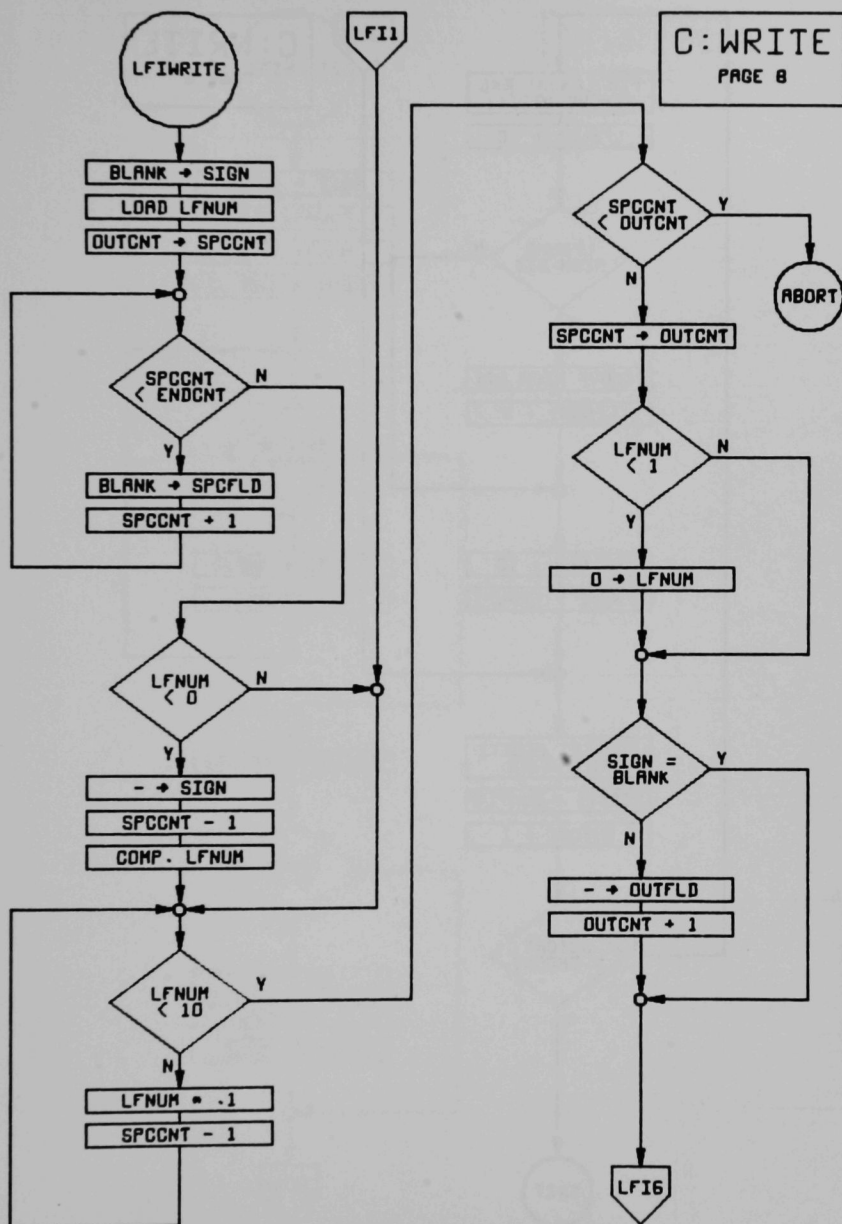 LFIWRITE
BLANK → SIGN
LOAD LFNUM
OUTCNT → SPCCNT
SPCCNT
< ENDCNT
N
Y
BLANK → SPCFLD
SPCCNT + 1
LFNUM
< 0
N
Y
- → SIGN
SPCCNT - 1
COMP. LFNUM
LFNUM
< 10
Y
N
LFNUM * .1
SPCCNT - 1
LFI1
C:WRITE
PAGE 8
SPCCNT
< OUTCNT
Y
N
ABORT
SPCCNT → OUTCNT
LFNUM
< 1
N
Y
0 → LFNUM
SIGN =
BLANK
Y
N
- → OUTFLD
OUTCNT + 1
LFI6